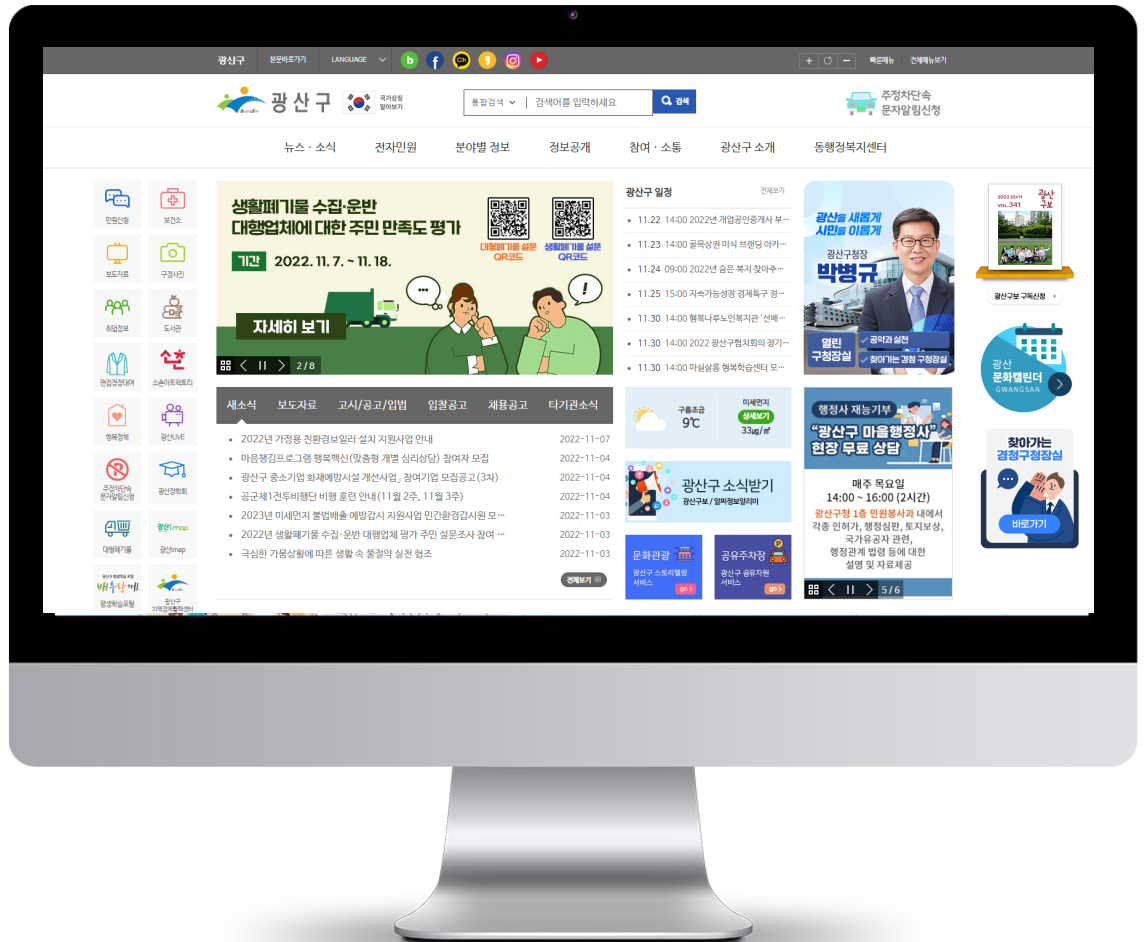 광산구 본문바로가기 LANGUAGE b f Ch
+ − 빠른메뉴 전체메뉴보기
광산구 국가상징
알아보기
통합검색 검색어를 입력하세요 검색
주정차단속
문자알림신청
뉴스 · 소식 전자민원 분야별 정보 정보공개 참여 · 소통 광산구 소개 동행정복지센터
민원신청 보건소
보도자료 구정사진
취업정보 도서관
면접정장대여 소촌아트팩토리
행복정책 광산LIVE
주정차단속
문자알림신청
광산장학회
광산map
대형폐기물 광산map
배우랑께
평생학습포털
광산구
지역경제활력센터
생활폐기물 수집·운반
대행업체에 대한 주민 만족도 평가
기간 2022. 11. 7. ~ 11. 18.
대형폐기물 설문
QR코드
생활폐기물 설문
QR코드
자세히 보기
2/8
새소식 보도자료 고시/공고/입법 입찰공고 채용공고 타기관소식
2022년 가정용 친환경보일러 설치 지원사업 안내 2022-11-07
마음챙김프로그램 행복백신(맞춤형 개별 심리상담) 참여자 모집 2022-11-04
광산구 중소기업 화재예방시설 개선사업」 참여기업 모집공고(3차) 2022-11-04
공군제1전투비행단 비행 훈련 안내(11월 2주, 11월 3주) 2022-11-04
2023년 미세먼지 불법배출 예방감시 지원사업 민간환경감시원 모… 2022-11-03
2022년 생활폐기물 수집·운반 대행업체 평가 주민 설문조사 참여 … 2022-11-03
극심한 가뭄상황에 따른 생활 속 물절약 실천 협조 2022-11-03
전체보기
광산구 일정 전체보기
11.22 14:00 2022년 개업공인중개사 부…
11.23 14:00 골목상권 미식 브랜딩 아카…
11.24 09:00 2022년 숨은 복지 찾아주…
11.25 15:00 지속가능성장 경제특구 정…
11.30 14:00 행복나루노인복지관 '선배…
11.30 14:00 2022 광산구협치회의 정기…
11.30 14:00 마실살롱 행복학습센터 모…
구름조금
9℃
미세먼지
상세보기
33㎍/㎥
광산구 소식받기
광산구보 / 알짜정보알리미
문화관광
광산구 스토리텔링
서비스
go >
P
공유주차장
광산구 공유자원
서비스
go >
광산을 새롭게
시민을 이롭게
광산구청장
박병규
열린
구청장실
공약과 실천
찾아가는 경청구청장실
행정사 재능기부
“광산구 마을행정사”
현장 무료 상담
매주 목요일
14:00 ~ 16:00 (2시간)
광산구청 1층 민원봉사과 내에서
각종 인허가, 행정심판, 토지보상,
국가유공자 관련,
행정관계 법령 등에 대한
설명 및 자료제공
5/6
2022.10+11
VOL.341
광산
구보
광산구보 구독신청
광산
문화캘린더
GWANGSAN
찾아가는
경청구청장실
바로가기